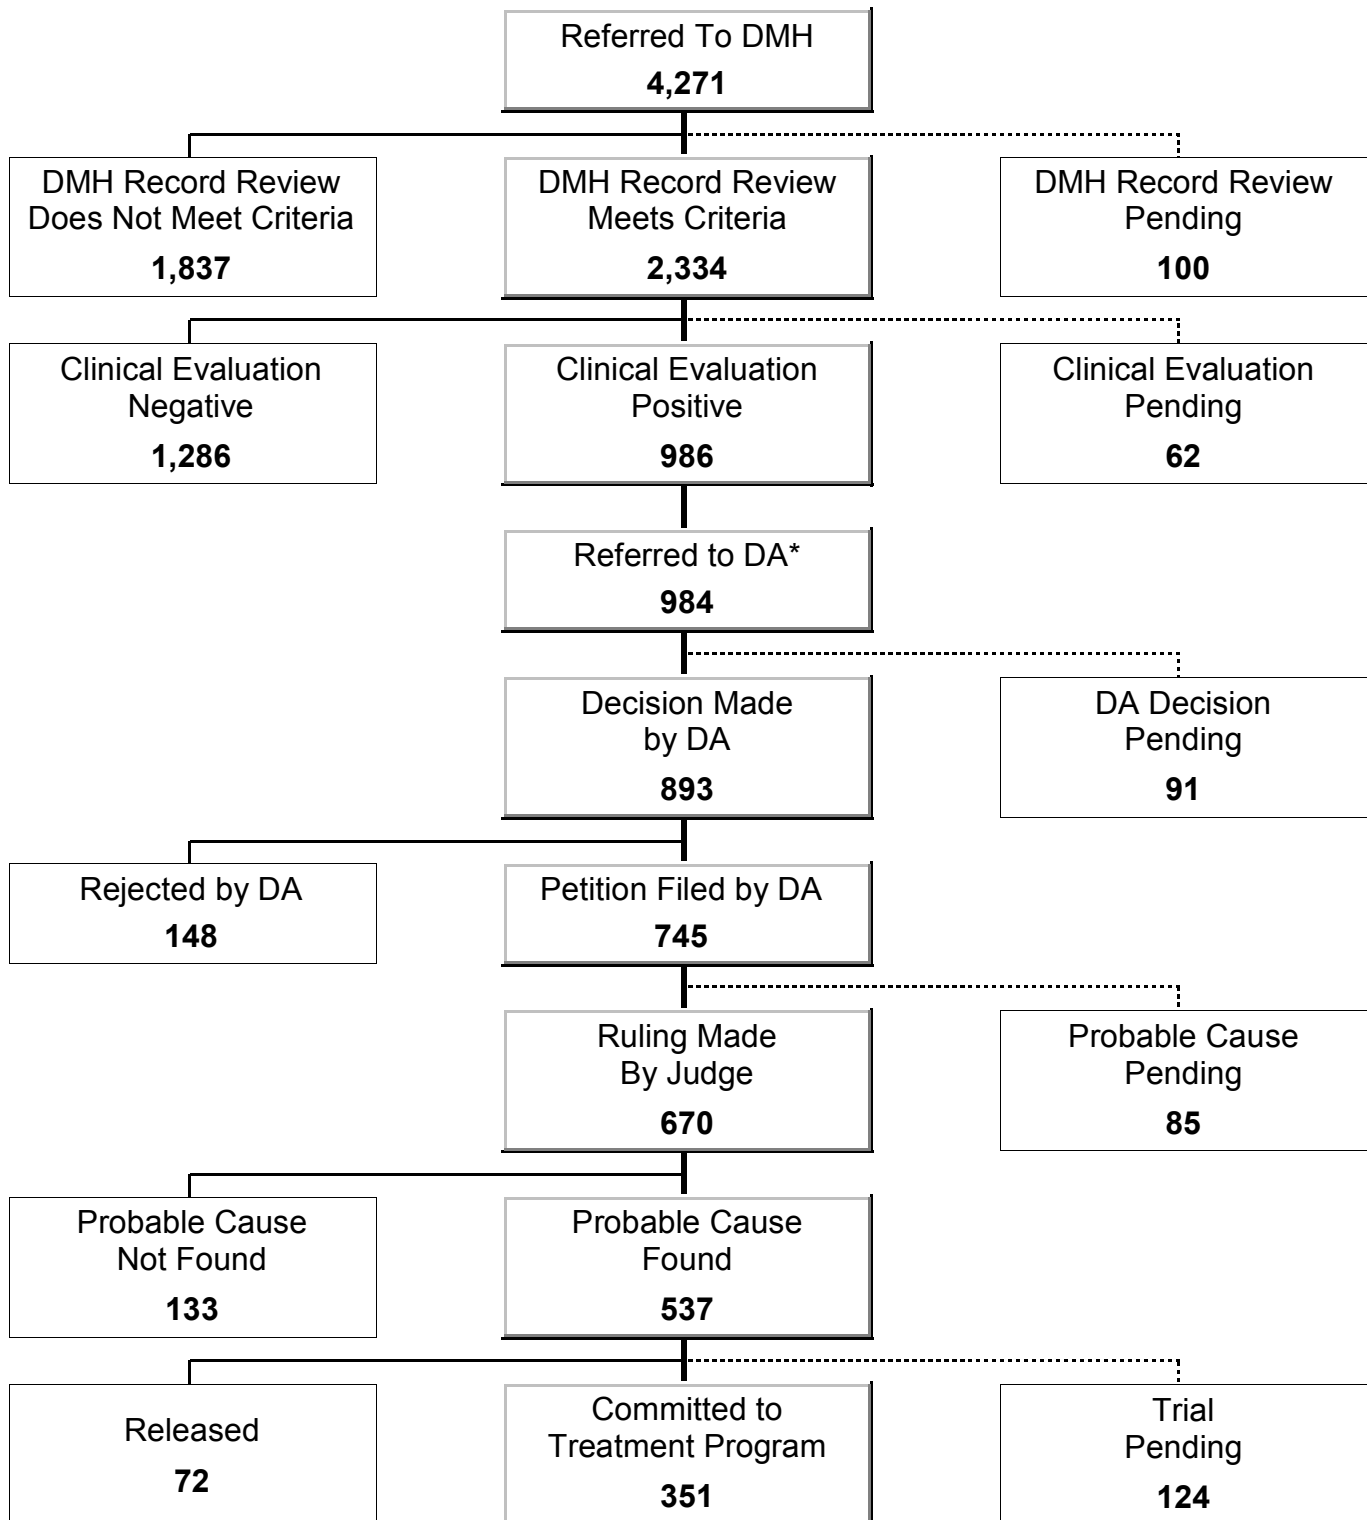 Referred To DMH
4,271
DMH Record Review
Does Not Meet Criteria
1,837
DMH Record Review
Meets Criteria
2,334
DMH Record Review
Pending
100
Clinical Evaluation
Negative
1,286
Clinical Evaluation
Positive
986
Clinical Evaluation
Pending
62
Referred to DA*
984
Decision Made
by DA
893
DA Decision
Pending
91
Rejected by DA
148
Petition Filed by DA
745
Ruling Made
By Judge
670
Probable Cause
Pending
85
Probable Cause
Not Found
133
Probable Cause
Found
537
Released
72
Committed to
Treatment Program
351
Trial
Pending
124